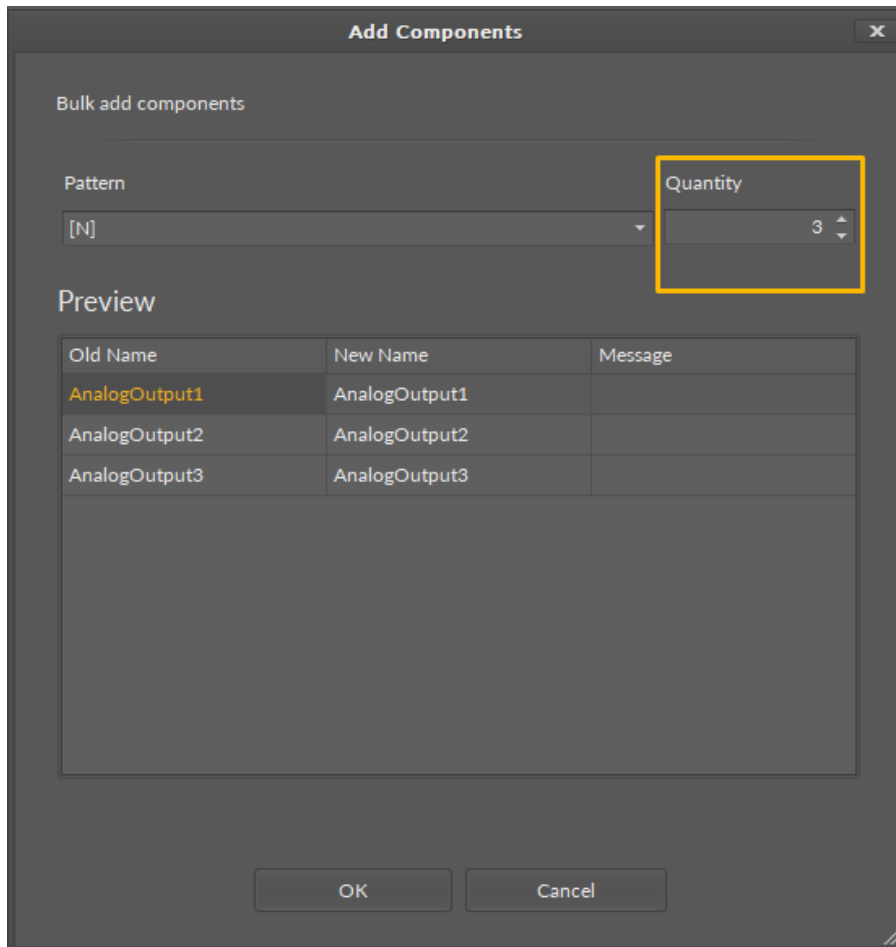 Add Components
x
Bulk add components
Pattern Quantity
[N] 3
Preview
Old Name New Name Message
AnalogOutput1 AnalogOutput1
AnalogOutput2 AnalogOutput2
AnalogOutput3 AnalogOutput3
OK Cancel